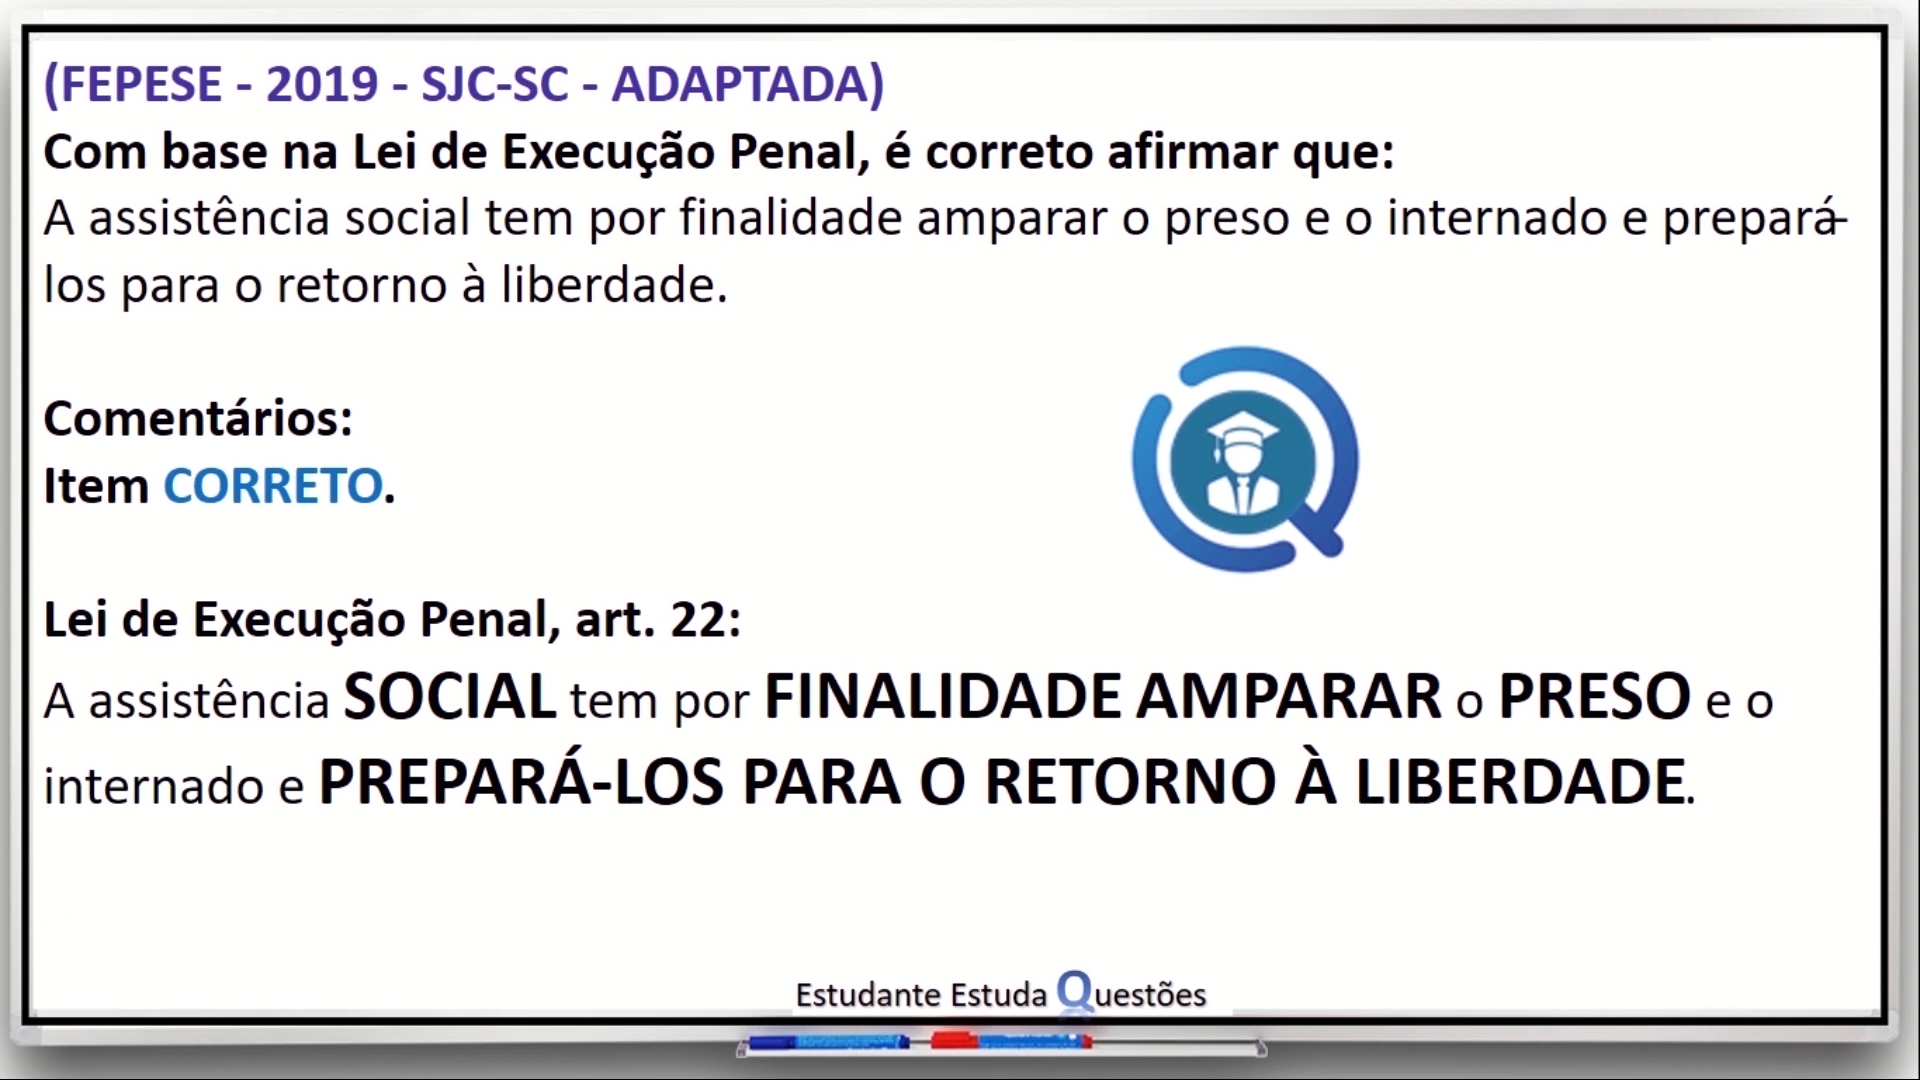 (FEPESE - 2019 - SJC-SC - ADAPTADA)
Com base na Lei de Execução Penal, é correto afirmar que:
A assistência social tem por finalidade amparar o preso e o internado e prepará-
los para o retorno à liberdade.
Comentários:
Item CORRETO.
Lei de Execução Penal, art. 22:
A assistência SOCIAL tem por FINALIDADE AMPARAR o PRESO e o
internado e PREPARÁ-LOS PARA O RETORNO À LIBERDADE.
Estudante Estuda Questões